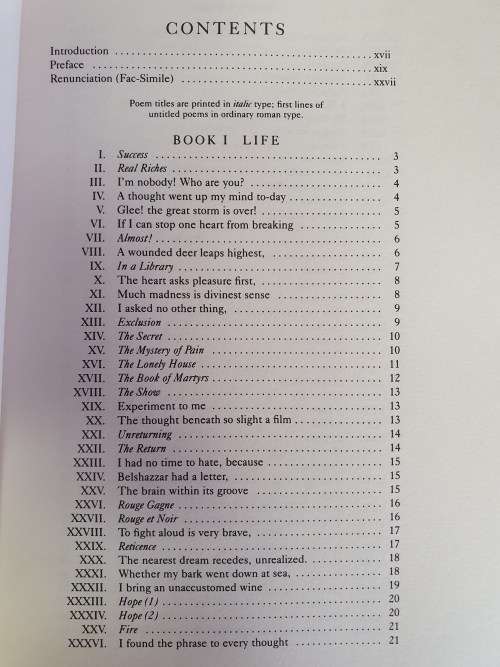 CONTENTS
Introduction ........................................ xvii
Preface ........................................ xix
Renunciation (Fac-Simile) ........................................ xxvii
Poem titles are printed in italic type; first lines of
untitled poems in ordinary roman type.
BOOK I LIFE
I. Success ........................................ 3
II. Real Riches ........................................ 3
III. I'm nobody! Who are you? ........................................ 4
IV. A thought went up my mind to-day ........................................ 4
V. Glee! the great storm is over! ........................................ 5
VI. If I can stop one heart from breaking ........................................ 5
VII. Almost! ........................................ 6
VIII. A wounded deer leaps highest, ........................................ 6
IX. In a Library ........................................ 7
X. The heart asks pleasure first, ........................................ 8
XI. Much madness is divinest sense ........................................ 8
XII. I asked no other thing, ........................................ 9
XIII. Exclusion ........................................ 9
XIV. The Secret ........................................ 10
XV. The Mystery of Pain ........................................ 10
XVI. The Lonely House ........................................ 11
XVII. The Book of Martyrs ........................................ 12
XVIII. The Show ........................................ 13
XIX. Experiment to me ........................................ 13
XX. The thought beneath so slight a film ........................................ 13
XXI. Unreturning ........................................ 14
XXII. The Return ........................................ 14
XXIII. I had no time to hate, because ........................................ 15
XXIV. Belshazzar had a letter, ........................................ 15
XXV. The brain within its groove ........................................ 15
XXVI. Rouge Gagne ........................................ 16
XXVII. Rouge et Noir ........................................ 16
XXVIII. To fight aloud is very brave, ........................................ 17
XXIX. Reticence ........................................ 17
XXX. The nearest dream recedes, unrealized. ........................................ 18
XXXI. Whether my bark went down at sea, ........................................ 18
XXXII. I bring an unaccustomed wine ........................................ 19
XXXIII. Hope (1) ........................................ 20
XXXIV. Hope (2) ........................................ 20
XXV. Fire ........................................ 21
XXXVI. I found the phrase to every thought ........................................ 21